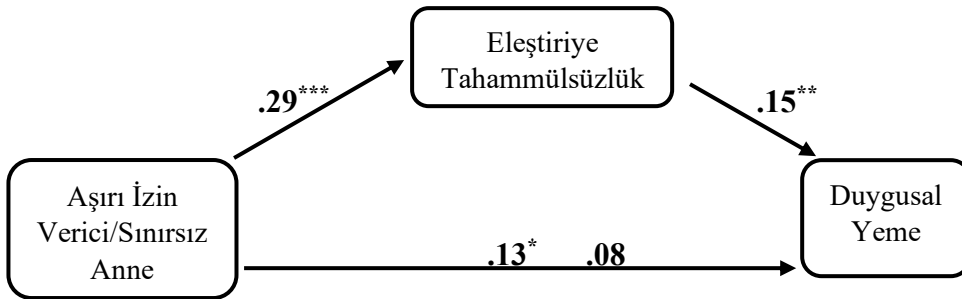 Eleştiriye
Tahammülsüzlük
.29***
.15**
Aşırı İzin
Verici/Sınırsız
Anne
Duygusal
Yeme
.13* .08